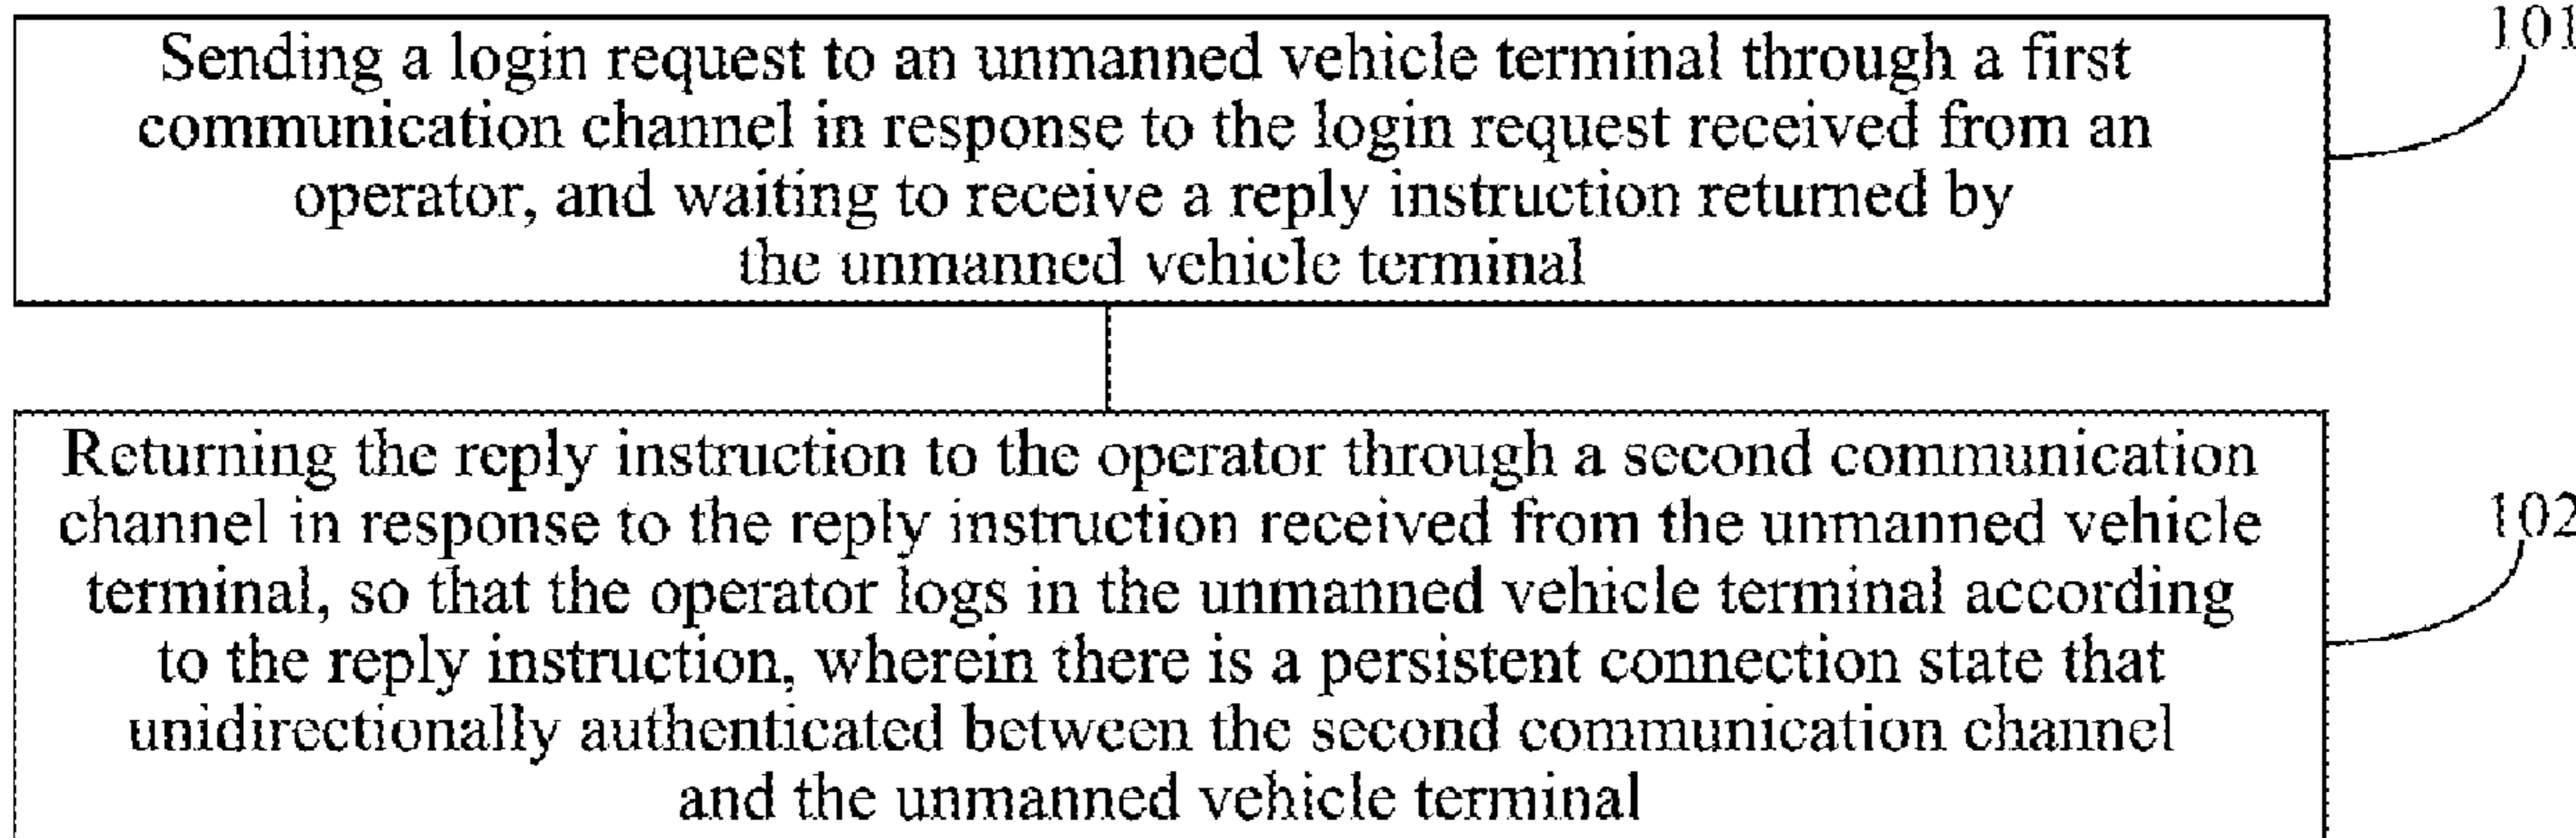 Sending a login request to an unmanned vehicle terminal through a first
communication channel in response to the login request received from an
operator, and waiting to receive a reply instruction returned by
the unmanned vehicle terminal
101
Returning the reply instruction to the operator through a second communication
channel in response to the reply instruction received from the unmanned vehicle
terminal, so that the operator logs in the unmanned vehicle terminal according
to the reply instruction, wherein there is a persistent connection state that
unidirectionally authenticated between the second communication channel
and the unmanned vehicle terminal
102